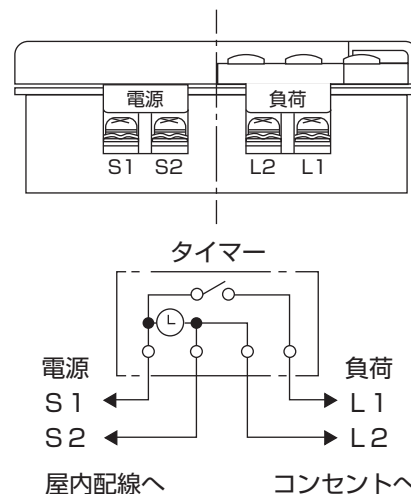 電源 負荷
S1 S2 L2 L1
タイマー
L
電源 負荷
S1 L1
S2 L2
屋内配線へ コンセントへ